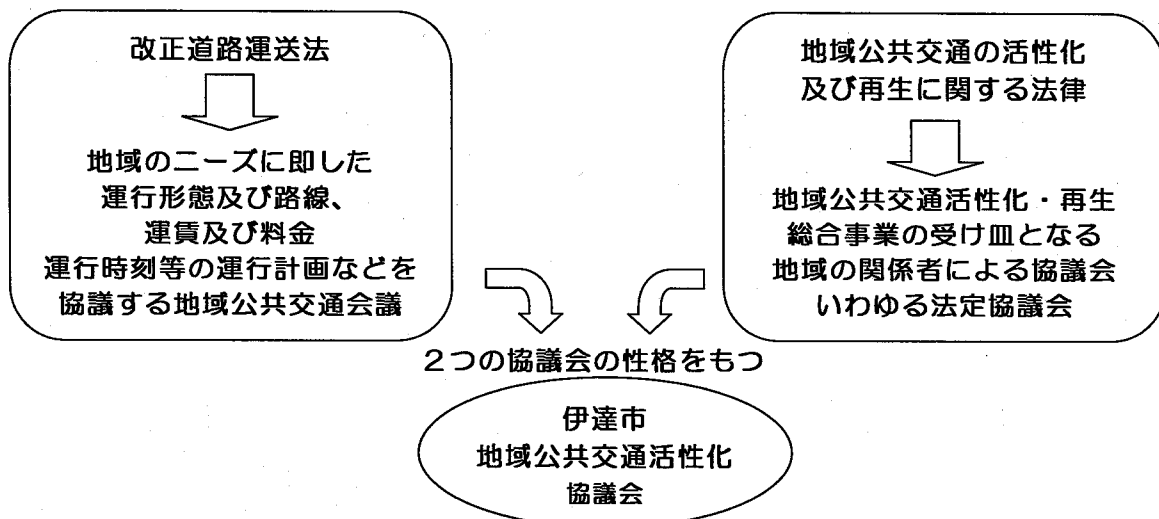 改正道路運送法
地域のニーズに即した
運行形態及び路線、
運賃及び料金
運行時刻等の運行計画などを
協議する地域公共交通会議
地域公共交通の活性化
及び再生に関する法律
地域公共交通活性化・再生
総合事業の受け皿となる
地域の関係者による協議会
いわゆる法定協議会
２つの協議会の性格をもつ
伊達市
地域公共交通活性化
協議会